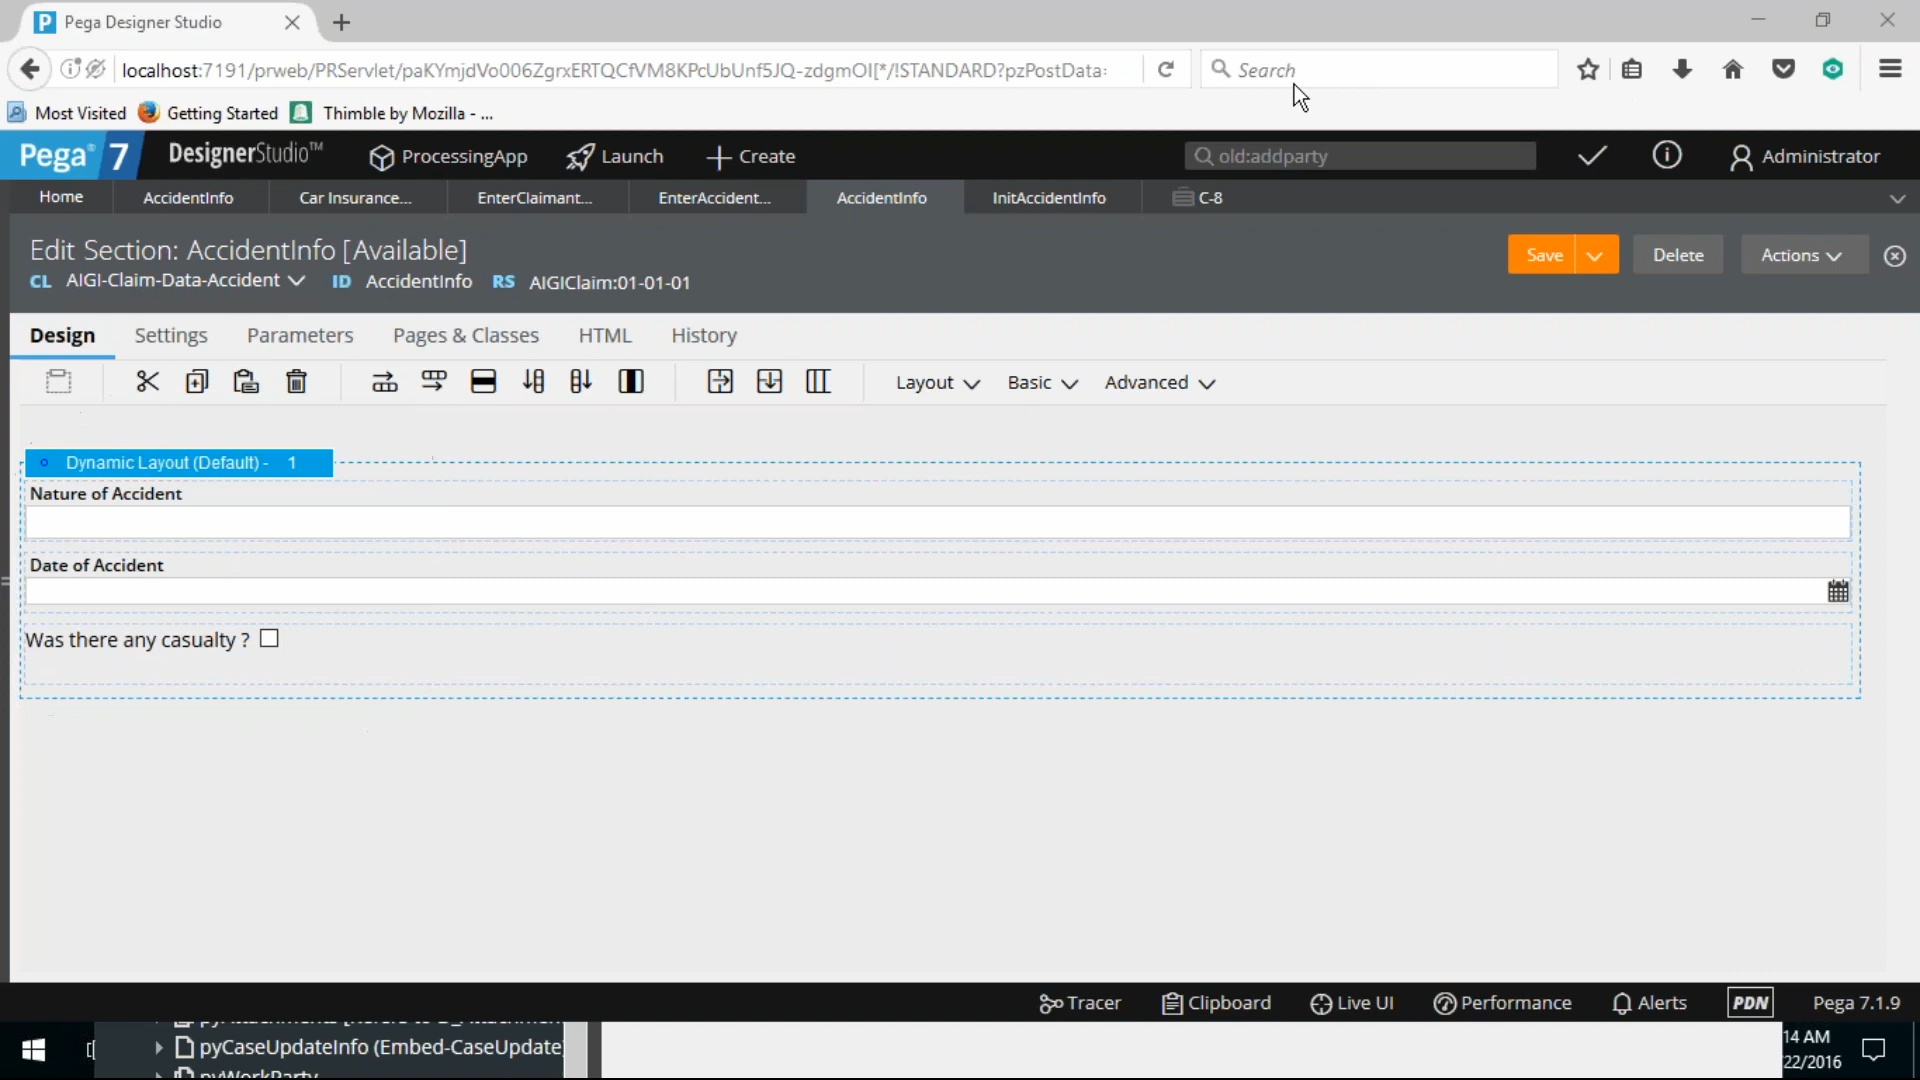 Pega Designer Studio
localhost:7191/prweb/PRServlet/paKYmjdVo006ZgrxERTQCfVM8KPcUbUnf5JQ-zdgmOI[*/!STANDARD?pzPostData:
Search
Most Visited Getting Started Thimble by Mozilla - ...
Pega 7 DesignerStudio™ ProcessingApp Launch Create old:addparty Administrator
Home AccidentInfo Car Insurance... EnterClaimant... EnterAccident... AccidentInfo InitAccidentInfo C-8
Edit Section: AccidentInfo [Available]
Save Delete Actions
CL AIGI-Claim-Data-Accident ID AccidentInfo RS AIGIClaim:01-01-01
Design Settings Parameters Pages & Classes HTML History
Layout Basic Advanced
Dynamic Layout (Default) - 1
Nature of Accident
Date of Accident
Was there any casualty ?
Tracer Clipboard Live UI Performance Alerts PDN Pega 7.1.9
pyCaseUpdateInfo (Embed-CaseUpdate
pyWorkParty
14 AM
22/2016